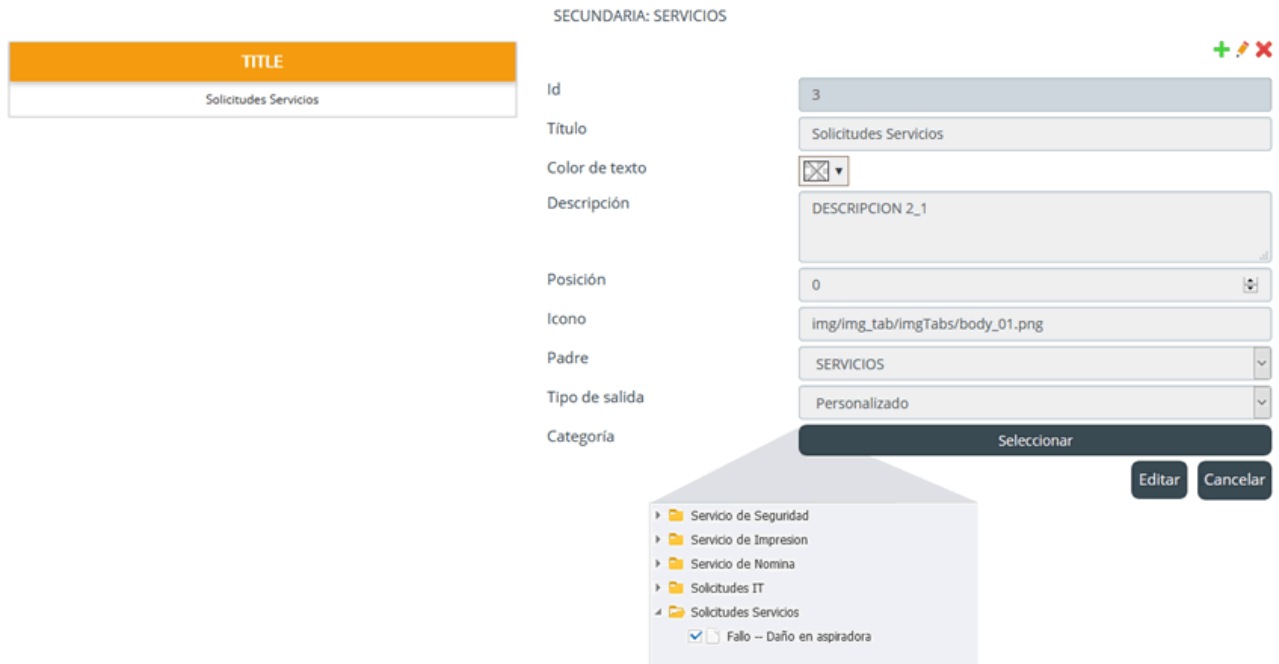 SECUNDARIA: SERVICIOS
TITLE
Solicitudes Servicios
Id
3
Título
Solicitudes Servicios
Color de texto
Descripción
DESCRIPCION 2_1
Posición
0
Icono
img/img_tab/imgTabs/body_01.png
Padre
SERVICIOS
Tipo de salida
Personalizado
Categoría
Seleccionar
Editar
Cancelar
Servicio de Seguridad
Servicio de Impresion
Servicio de Nomina
Solicitudes IT
Solicitudes Servicios
Fallo -- Daño en aspiradora